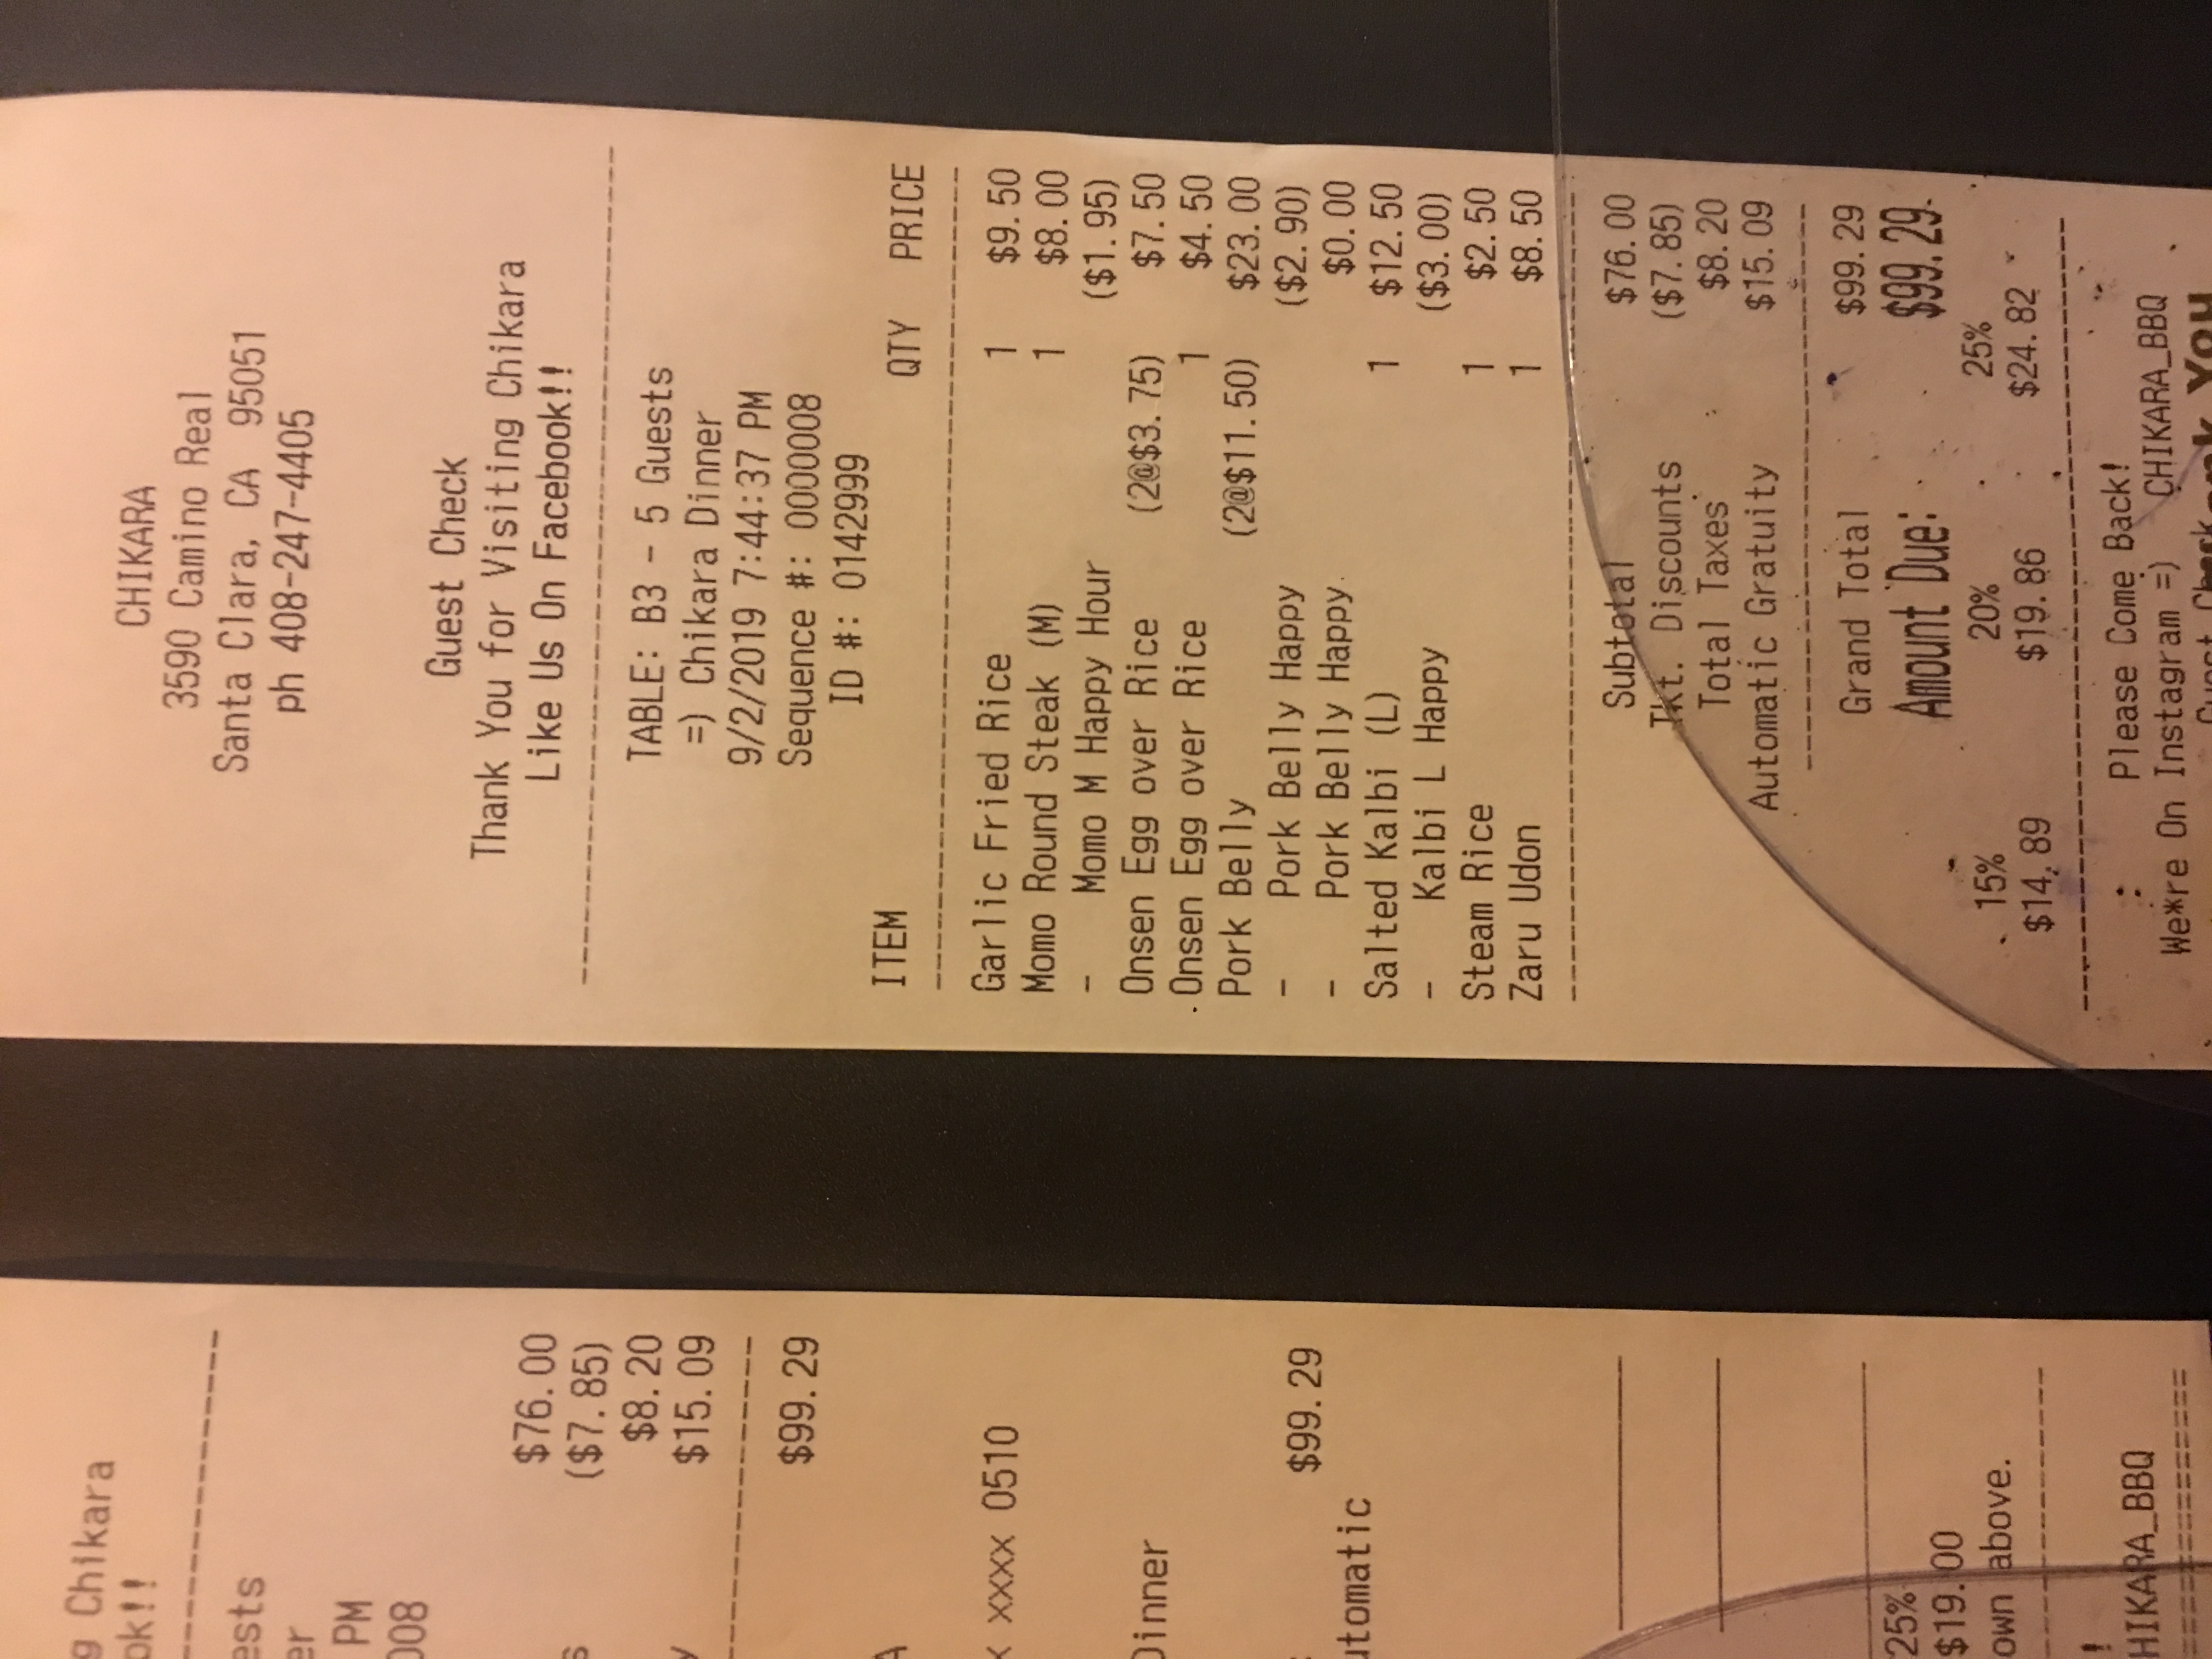 g Chikara
ok!!
ests
er
PM
008
$76.00
s ($7.85)
$8.20
y $15.09
$99.29
A
x xxxx 0510
Dinner
: $99.29
utomatic
25%
$19.00
own above.
!
HIKARA_BBQ
CHIKARA
3590 Camino Real
Santa Clara, CA 95051
ph 408-247-4405
Guest Check
Thank You for Visiting Chikara
Like Us On Facebook!!
TABLE: B3 - 5 Guests
=) Chikara Dinner
9/2/2019 7:44:37 PM
Sequence #: 0000008
ID #: 0142999
ITEM QTY PRICE
Garlic Fried Rice 1 $9.50
Momo Round Steak (M) 1 $8.00
- Momo M Happy Hour ($1.95)
Onsen Egg over Rice (2@$3.75) $7.50
Onsen Egg over Rice 1 $4.50
Pork Belly (2@$11.50) $23.00
- Pork Belly Happy ($2.90)
- Pork Belly Happy $0.00
Salted Kalbi (L) 1 $12.50
- Kalbi L Happy ($3.00)
Steam Rice 1 $2.50
Zaru Udon 1 $8.50
Subtotal $76.00
Tkt. Discounts ($7.85)
Total Taxes $8.20
Automatic Gratuity $15.09
Grand Total $99.29
Amount Due: $99.29
15% 20% 25%
$14.89 $19.86 $24.82
Please Come Back!
We*re On Instagram =) CHIKARA_BBQ
Guest Check
You